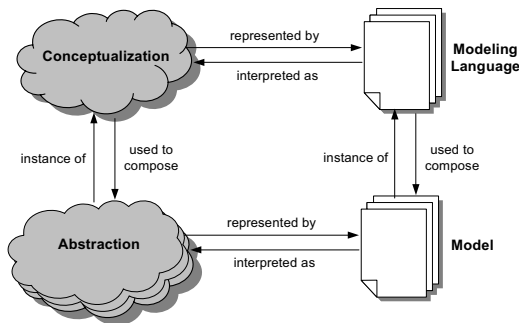 represented by
Conceptualization
Modeling
Language
interpreted as
instance of
used to
compose
instance of
used to
compose
represented by
Abstraction
Model
interpreted as